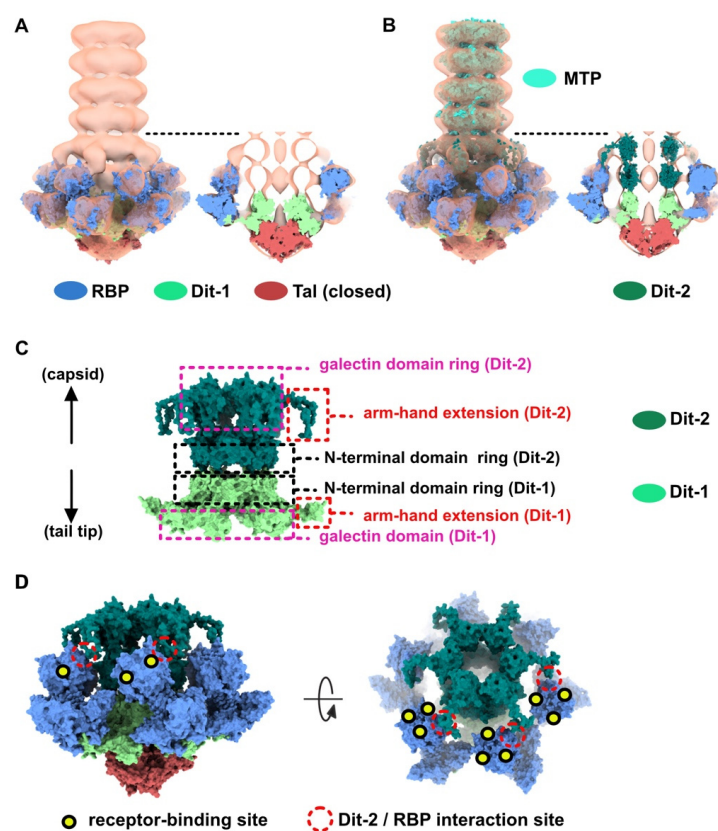 A
B
MTP
RBP
Dit-1
Tal (closed)
Dit-2
C
(capsid)
(tail tip)
galectin domain ring (Dit-2)
arm-hand extension (Dit-2)
N-terminal domain ring (Dit-2)
N-terminal domain ring (Dit-1)
arm-hand extension (Dit-1)
galectin domain (Dit-1)
Dit-2
Dit-1
D
receptor-binding site
Dit-2 / RBP interaction site